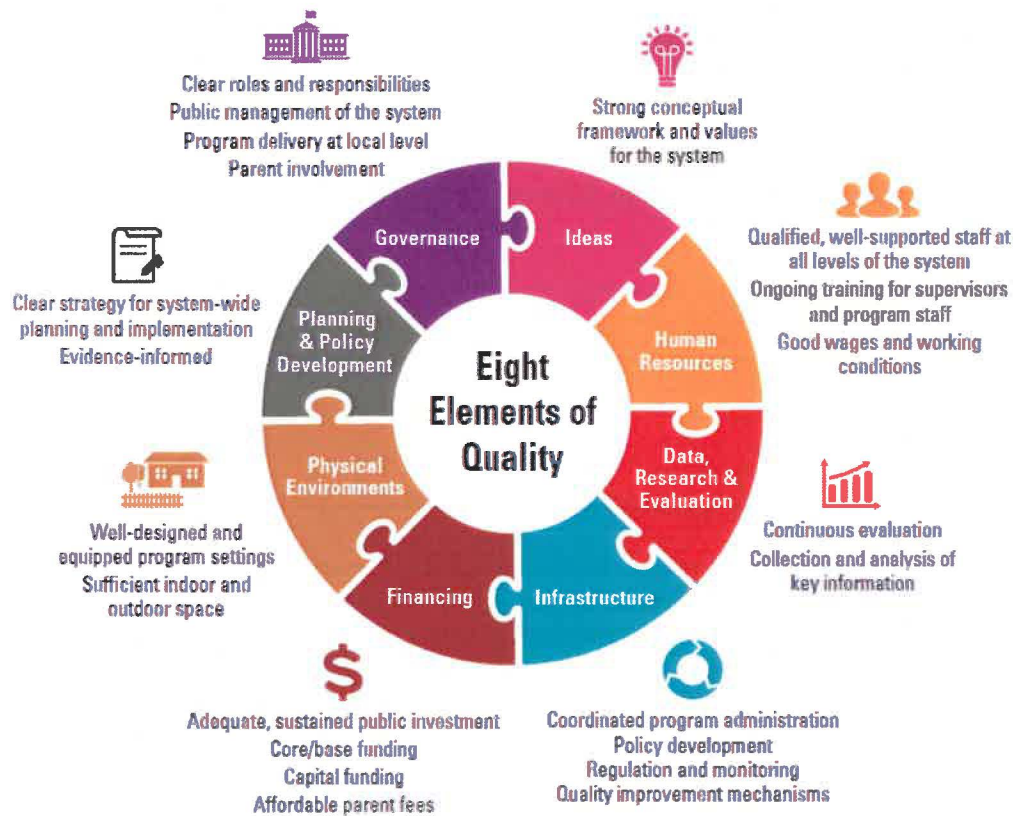 Clear roles and responsibilities
Public management of the system
Program delivery at local level
Parent involvement
Strong conceptual
framework and values
for the system
Qualified, well-supported staff at
all levels of the system
Ongoing training for supervisors
and program staff
Good wages and working
conditions
Clear strategy for system-wide
planning and implementation
Evidence-informed
Governance
Ideas
Planning
& Policy
Development
Human
Resources
Eight
Elements of
Quality
Physical
Environments
Data,
Research &
Evaluation
Financing
Infrastructure
Well-designed and
equipped program settings
Sufficient indoor and
outdoor space
Continuous evaluation
Collection and analysis of
key information
$
Adequate, sustained public investment
Core/base funding
Capital funding
Affordable parent fees
Coordinated program administration
Policy development
Regulation and monitoring
Quality improvement mechanisms